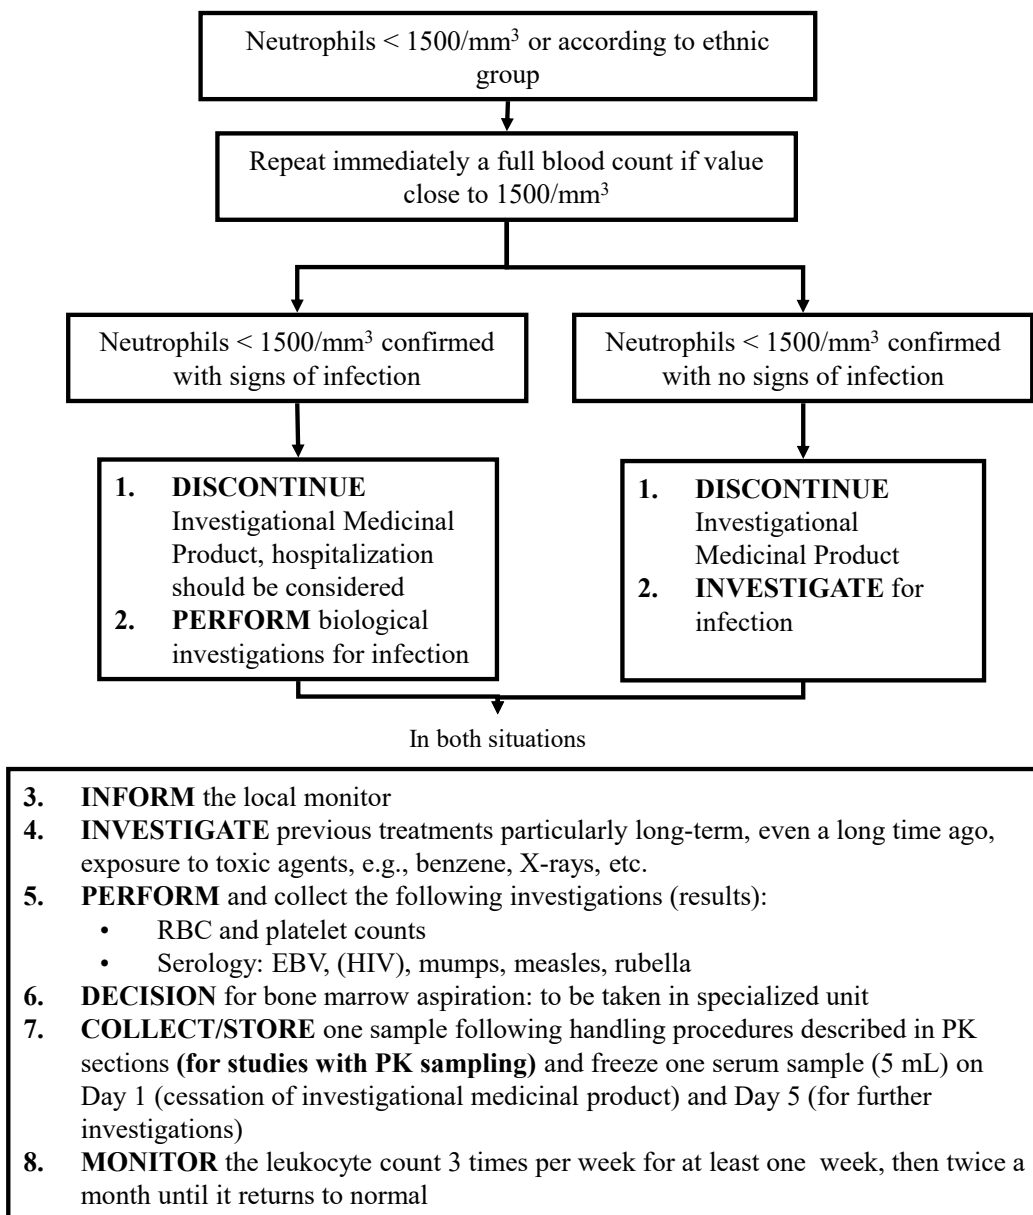 Neutrophils < 1500/mm³ or according to ethnic
group
Repeat immediately a full blood count if value
close to 1500/mm³
Neutrophils < 1500/mm³ confirmed
with signs of infection
Neutrophils < 1500/mm³ confirmed
with no signs of infection
1. DISCONTINUE
Investigational Medicinal
Product, hospitalization
should be considered
2. PERFORM biological
investigations for infection
1. DISCONTINUE
Investigational
Medicinal Product
2. INVESTIGATE for
infection
In both situations
3. INFORM the local monitor
4. INVESTIGATE previous treatments particularly long-term, even a long time ago,
exposure to toxic agents, e.g., benzene, X-rays, etc.
5. PERFORM and collect the following investigations (results):
• RBC and platelet counts
• Serology: EBV, (HIV), mumps, measles, rubella
6. DECISION for bone marrow aspiration: to be taken in specialized unit
7. COLLECT/STORE one sample following handling procedures described in PK
sections (for studies with PK sampling) and freeze one serum sample (5 mL) on
Day 1 (cessation of investigational medicinal product) and Day 5 (for further
investigations)
8. MONITOR the leukocyte count 3 times per week for at least one week, then twice a
month until it returns to normal